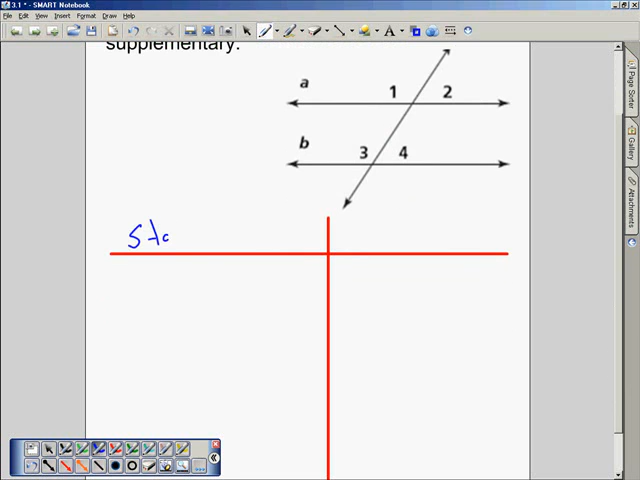 3.1 * - SMART Notebook
File Edit View Insert Format Draw Help
supplementary.
a
1 2
b
3 4
Sta
Page Sorter
Gallery
Attachments